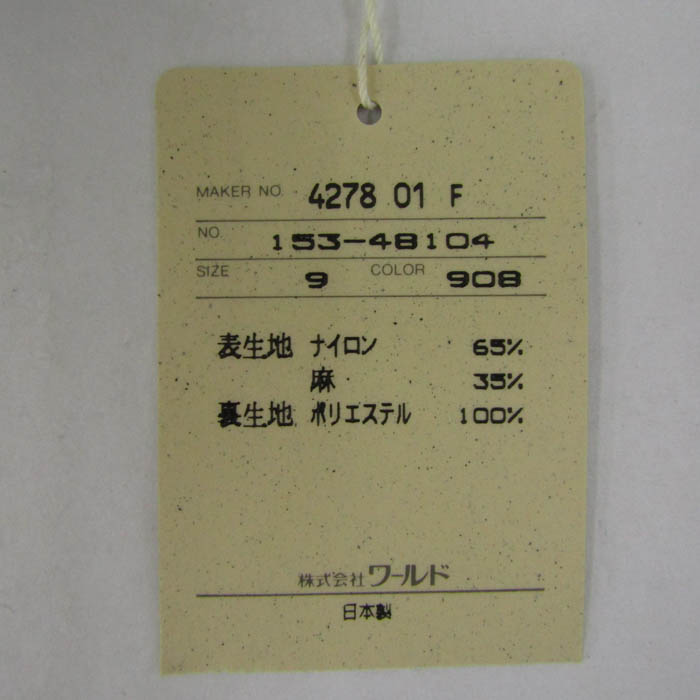 MAKER NO. 4278 01 F
NO. 153-48104
SIZE 9 COLOR 908
表生地 ナイロン 65%
麻 35%
裏生地 ポリエステル 100%
株式会社ワールド
日本製